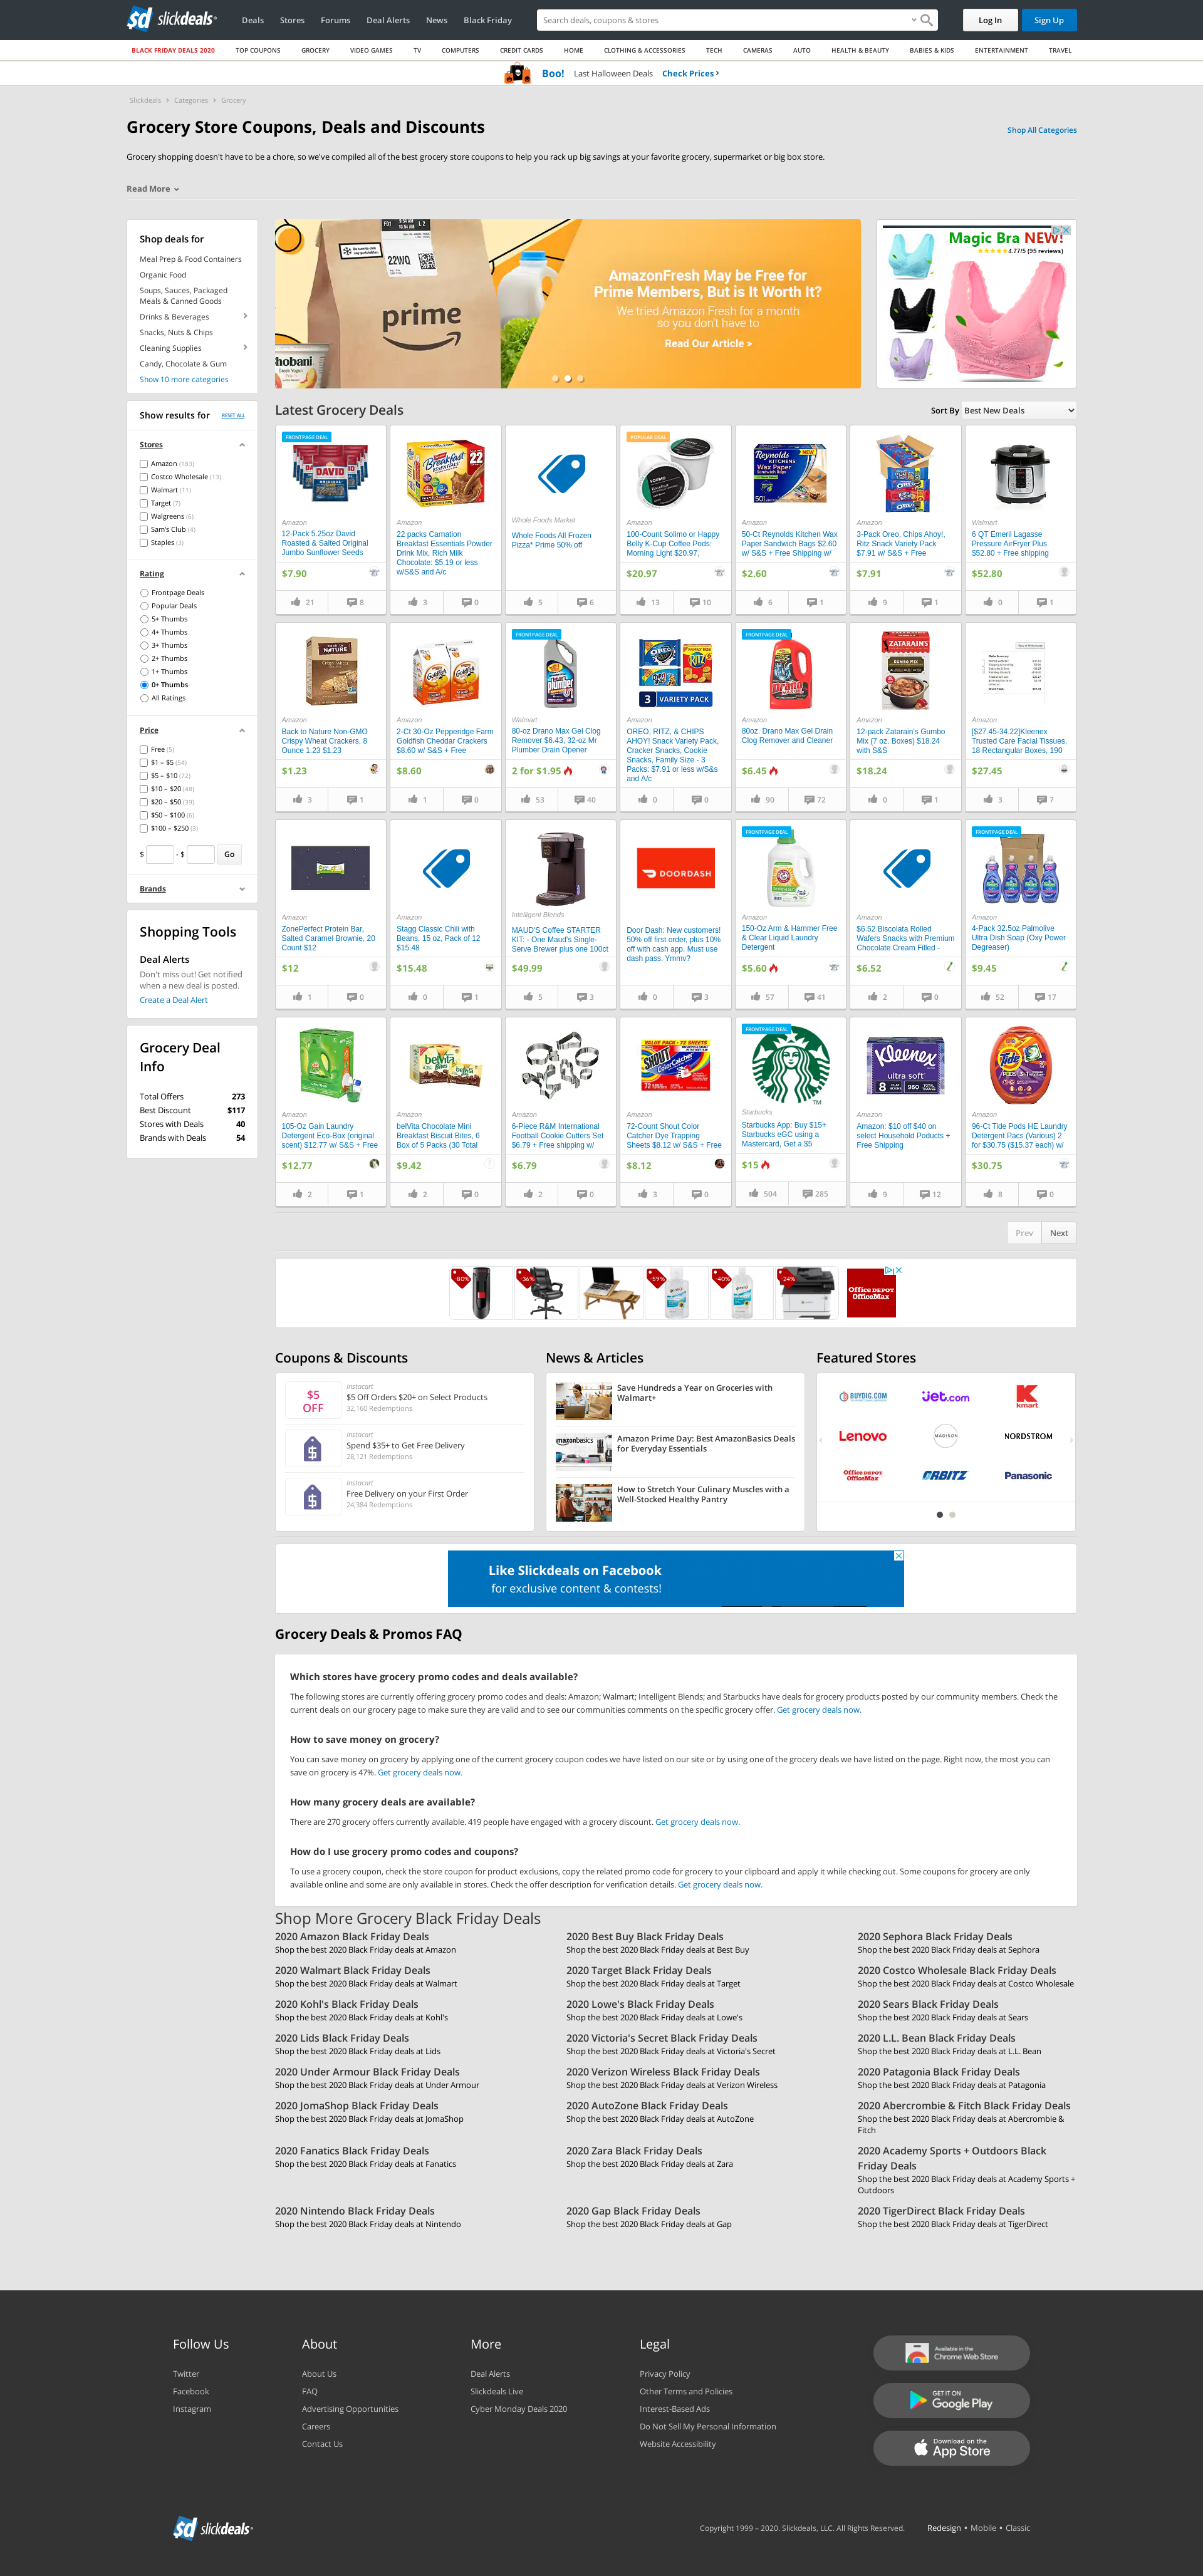 slickdeals
Deals
Stores
Forums
Deal Alerts
News
Black Friday
Search deals, coupons & stores
Log In
Sign Up
BLACK FRIDAY DEALS 2020
TOP COUPONS
GROCERY
VIDEO GAMES
TV
COMPUTERS
CREDIT CARDS
HOME
CLOTHING & ACCESSORIES
TECH
CAMERAS
AUTO
HEALTH & BEAUTY
BABIES & KIDS
ENTERTAINMENT
TRAVEL
Boo! Last Halloween Deals Check Prices
Slickdeals > Categories > Grocery
Grocery Store Coupons, Deals and Discounts
Shop All Categories
Grocery shopping doesn't have to be a chore, so we've compiled all of the best grocery store coupons to help you rack up big savings at your favorite grocery, supermarket or big box store.
Read More
Shop deals for
Meal Prep & Food Containers
Organic Food
Soups, Sauces, Packaged
Meals & Canned Goods
Drinks & Beverages
Snacks, Nuts & Chips
Cleaning Supplies
Candy, Chocolate & Gum
Show 10 more categories
Show results for
RESET ALL
Stores
Amazon (183)
Costco Wholesale (13)
Walmart (11)
Target (7)
Walgreens (6)
Sam's Club (4)
Staples (3)
Rating
Frontpage Deals
Popular Deals
5+ Thumbs
4+ Thumbs
3+ Thumbs
2+ Thumbs
1+ Thumbs
0+ Thumbs
All Ratings
Price
Free (5)
$1 – $5 (54)
$5 – $10 (72)
$10 – $20 (48)
$20 – $50 (39)
$50 – $100 (6)
$100 – $250 (3)
$ - $ Go
Brands
Shopping Tools
Deal Alerts
Don't miss out! Get notified
when a new deal is posted.
Create a Deal Alert
Grocery Deal
Info
Total Offers 273
Best Discount $117
Stores with Deals 40
Brands with Deals 54
22WQ
prime
hobani
AmazonFresh May be Free for
Prime Members, But is it Worth It?
We tried Amazon Fresh for a month
so you don't have to
Read Our Article >
Magic Bra NEW!
4.77/5 (95 reviews)
Latest Grocery Deals
Sort By Best New Deals
FRONTPAGE DEAL
DAVID
Amazon
12-Pack 5.25oz David
Roasted & Salted Original
Jumbo Sunflower Seeds
$7.90
21 8
Breakfast
22
Amazon
22 packs Carnation
Breakfast Essentials Powder
Drink Mix, Rich Milk
Chocolate: $5.19 or less
w/S&S and A/c
3 0
Whole Foods Market
Whole Foods All Frozen
Pizza* Prime 50% off
5 6
POPULAR DEAL
Amazon
100-Count Solimo or Happy
Belly K-Cup Coffee Pods:
Morning Light $20.97,
$20.97
13 10
Reynolds
KITCHENS
Wax Paper
Amazon
50-Ct Reynolds Kitchen Wax
Paper Sandwich Bags $2.60
w/ S&S + Free Shipping w/
$2.60
6 1
Amazon
3-Pack Oreo, Chips Ahoy!,
Ritz Snack Variety Pack
$7.91 w/ S&S + Free
$7.91
9 1
Walmart
6 QT Emeril Lagasse
Pressure AirFryer Plus
$52.80 + Free shipping
$52.80
0 1
BACK TO NATURE
Amazon
Back to Nature Non-GMO
Crispy Wheat Crackers, 8
Ounce 1.23 $1.23
$1.23
3 1
Goldfish
Amazon
2-Ct 30-Oz Pepperidge Farm
Goldfish Cheddar Crackers
$8.60 w/ S&S + Free
$8.60
1 0
FRONTPAGE DEAL
Walmart
80-oz Drano Max Gel Clog
Remover $6.43, 32-oz Mr
Plumber Drain Opener
2 for $1.95
53 40
OREO
RITZ
3 VARIETY PACK
Amazon
OREO, RITZ, & CHIPS
AHOY! Snack Variety Pack,
Cracker Snacks, Cookie
Snacks, Family Size - 3
Packs: $7.91 or less w/S&s
and A/c
0 0
FRONTPAGE DEAL
Drano
Amazon
80oz. Drano Max Gel Drain
Clog Remover and Cleaner
$6.45
90 72
ZATARAIN'S
GUMBO MIX
Amazon
12-pack Zatarain's Gumbo
Mix (7 oz. Boxes) $18.24
with S&S
$18.24
0 1
Amazon
[$27.45-34.22]Kleenex
Trusted Care Facial Tissues,
18 Rectangular Boxes, 190
$27.45
3 7
Amazon
ZonePerfect Protein Bar,
Salted Caramel Brownie, 20
Count $12
$12
1 0
Amazon
Stagg Classic Chili with
Beans, 15 oz, Pack of 12
$15.48
$15.48
0 1
Intelligent Blends
MAUD'S Coffee STARTER
KIT: - One Maud's Single-
Serve Brewer plus one 100ct
$49.99
5 3
DOORDASH
Door Dash: New customers!
50% off first order, plus 10%
off with cash app. Must use
dash pass. Ymmv?
0 3
FRONTPAGE DEAL
Amazon
150-Oz Arm & Hammer Free
& Clear Liquid Laundry
Detergent
$5.60
57 41
Amazon
$6.52 Biscolata Rolled
Wafers Snacks with Premium
Chocolate Cream Filled -
$6.52
2 0
FRONTPAGE DEAL
Amazon
4-Pack 32.5oz Palmolive
Ultra Dish Soap (Oxy Power
Degreaser)
$9.45
52 17
Amazon
105-Oz Gain Laundry
Detergent Eco-Box (original
scent) $12.77 w/ S&S + Free
$12.77
2 1
belVita
Amazon
belVita Chocolate Mini
Breakfast Biscuit Bites, 6
Box of 5 Packs (30 Total
$9.42
2 0
Amazon
6-Piece R&M International
Football Cookie Cutters Set
$6.79 + Free shipping w/
$6.79
2 0
VALUE PACK - 72 SHEETS
SHOUT
Color Catcher
72
Amazon
72-Count Shout Color
Catcher Dye Trapping
Sheets $8.12 w/ S&S + Free
$8.12
3 0
FRONTPAGE DEAL
TM
Starbucks
Starbucks App: Buy $15+
Starbucks eGC using a
Mastercard, Get a $5
$15
504 285
Kleenex
ultra soft
8 960
Amazon
Amazon: $10 off $40 on
select Household Poducts +
Free Shipping
9 12
Tide
PODS
Amazon
96-Ct Tide Pods HE Laundry
Detergent Pacs (Various) 2
for $30.75 ($15.37 each) w/
$30.75
8 0
Prev Next
-80%
-36%
-59%
-40%
-24%
Office DEPOT
OfficeMax
Coupons & Discounts
$5
OFF
Instacart
$5 Off Orders $20+ on Select Products
32,160 Redemptions
Instacart
Spend $35+ to Get Free Delivery
28,121 Redemptions
Instacart
Free Delivery on your First Order
24,384 Redemptions
News & Articles
Save Hundreds a Year on Groceries with
Walmart+
amazonbasics
Amazon Prime Day: Best AmazonBasics Deals
for Everyday Essentials
How to Stretch Your Culinary Muscles with a
Well-Stocked Healthy Pantry
Featured Stores
BUYDIG.COM
jet.com
kmart
Lenovo
MADISON
NORDSTROM
Office DEPOT
OfficeMax
ORBITZ
Panasonic
Like Slickdeals on Facebook
for exclusive content & contests!
Grocery Deals & Promos FAQ
Which stores have grocery promo codes and deals available?
The following stores are currently offering grocery promo codes and deals: Amazon; Walmart; Intelligent Blends; and Starbucks have deals for grocery products posted by our community members. Check the
current deals on our grocery page to make sure they are valid and to see our communities comments on the specific grocery offer. Get grocery deals now.
How to save money on grocery?
You can save money on grocery by applying one of the current grocery coupon codes we have listed on our site or by using one of the grocery deals we have listed on the page. Right now, the most you can
save on grocery is 47%. Get grocery deals now.
How many grocery deals are available?
There are 270 grocery offers currently available. 419 people have engaged with a grocery discount. Get grocery deals now.
How do I use grocery promo codes and coupons?
To use a grocery coupon, check the store coupon for product exclusions, copy the related promo code for grocery to your clipboard and apply it while checking out. Some coupons for grocery are only
available online and some are only available in stores. Check the offer description for verification details. Get grocery deals now.
Shop More Grocery Black Friday Deals
2020 Amazon Black Friday Deals
Shop the best 2020 Black Friday deals at Amazon
2020 Best Buy Black Friday Deals
Shop the best 2020 Black Friday deals at Best Buy
2020 Sephora Black Friday Deals
Shop the best 2020 Black Friday deals at Sephora
2020 Walmart Black Friday Deals
Shop the best 2020 Black Friday deals at Walmart
2020 Target Black Friday Deals
Shop the best 2020 Black Friday deals at Target
2020 Costco Wholesale Black Friday Deals
Shop the best 2020 Black Friday deals at Costco Wholesale
2020 Kohl's Black Friday Deals
Shop the best 2020 Black Friday deals at Kohl's
2020 Lowe's Black Friday Deals
Shop the best 2020 Black Friday deals at Lowe's
2020 Sears Black Friday Deals
Shop the best 2020 Black Friday deals at Sears
2020 Lids Black Friday Deals
Shop the best 2020 Black Friday deals at Lids
2020 Victoria's Secret Black Friday Deals
Shop the best 2020 Black Friday deals at Victoria's Secret
2020 L.L. Bean Black Friday Deals
Shop the best 2020 Black Friday deals at L.L. Bean
2020 Under Armour Black Friday Deals
Shop the best 2020 Black Friday deals at Under Armour
2020 Verizon Wireless Black Friday Deals
Shop the best 2020 Black Friday deals at Verizon Wireless
2020 Patagonia Black Friday Deals
Shop the best 2020 Black Friday deals at Patagonia
2020 JomaShop Black Friday Deals
Shop the best 2020 Black Friday deals at JomaShop
2020 AutoZone Black Friday Deals
Shop the best 2020 Black Friday deals at AutoZone
2020 Abercrombie & Fitch Black Friday Deals
Shop the best 2020 Black Friday deals at Abercrombie &
Fitch
2020 Fanatics Black Friday Deals
Shop the best 2020 Black Friday deals at Fanatics
2020 Zara Black Friday Deals
Shop the best 2020 Black Friday deals at Zara
2020 Academy Sports + Outdoors Black
Friday Deals
Shop the best 2020 Black Friday deals at Academy Sports +
Outdoors
2020 Nintendo Black Friday Deals
Shop the best 2020 Black Friday deals at Nintendo
2020 Gap Black Friday Deals
Shop the best 2020 Black Friday deals at Gap
2020 TigerDirect Black Friday Deals
Shop the best 2020 Black Friday deals at TigerDirect
Follow Us
Twitter
Facebook
Instagram
About
About Us
FAQ
Advertising Opportunities
Careers
Contact Us
More
Deal Alerts
Slickdeals Live
Cyber Monday Deals 2020
Legal
Privacy Policy
Other Terms and Policies
Interest-Based Ads
Do Not Sell My Personal Information
Website Accessibility
Available in the
Chrome Web Store
GET IT ON
Google Play
Download on the
App Store
slickdeals
Copyright 1999 – 2020. Slickdeals, LLC. All Rights Reserved.
Redesign • Mobile • Classic